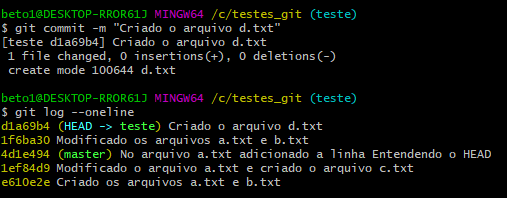 beto1@DESKTOP-RROR61J MINGW64 /c/testes_git (teste)
$ git commit -m "Criado o arquivo d.txt"
[teste d1a69b4] Criado o arquivo d.txt
 1 file changed, 0 insertions(+), 0 deletions(-)
 create mode 100644 d.txt

beto1@DESKTOP-RROR61J MINGW64 /c/testes_git (teste)
$ git log --oneline
d1a69b4 (HEAD -> teste) Criado o arquivo d.txt
1f6ba30 Modificado os arquivos a.txt e b.txt
4d1e494 (master) No arquivo a.txt adicionado a linha Entendendo o HEAD
1ef84d9 Modificado o arquivo a.txt e criado o arquivo c.txt
e610e2e Criado os arquivos a.txt e b.txt